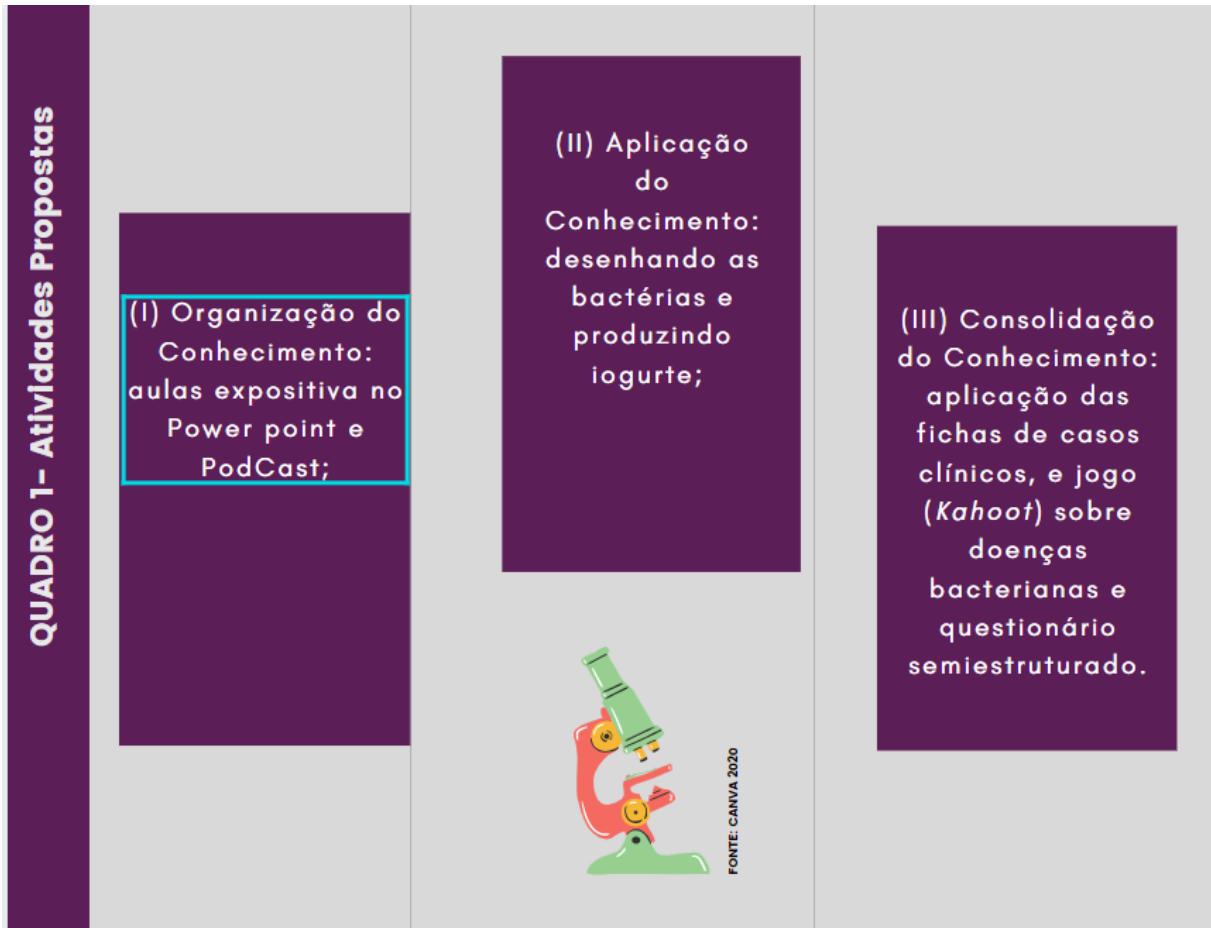 QUADRO 1- Atividades Propostas
(I) Organização do
Conhecimento:
aulas expositiva no
Power point e
PodCast;
(II) Aplicação
do
Conhecimento:
desenhando as
bactérias e
produzindo
iogurte;
(III) Consolidação
do Conhecimento:
aplicação das
fichas de casos
clínicos, e jogo
(Kahoot) sobre
doenças
bacterianas e
questionário
semiestruturado.
FONTE: CANVA 2020